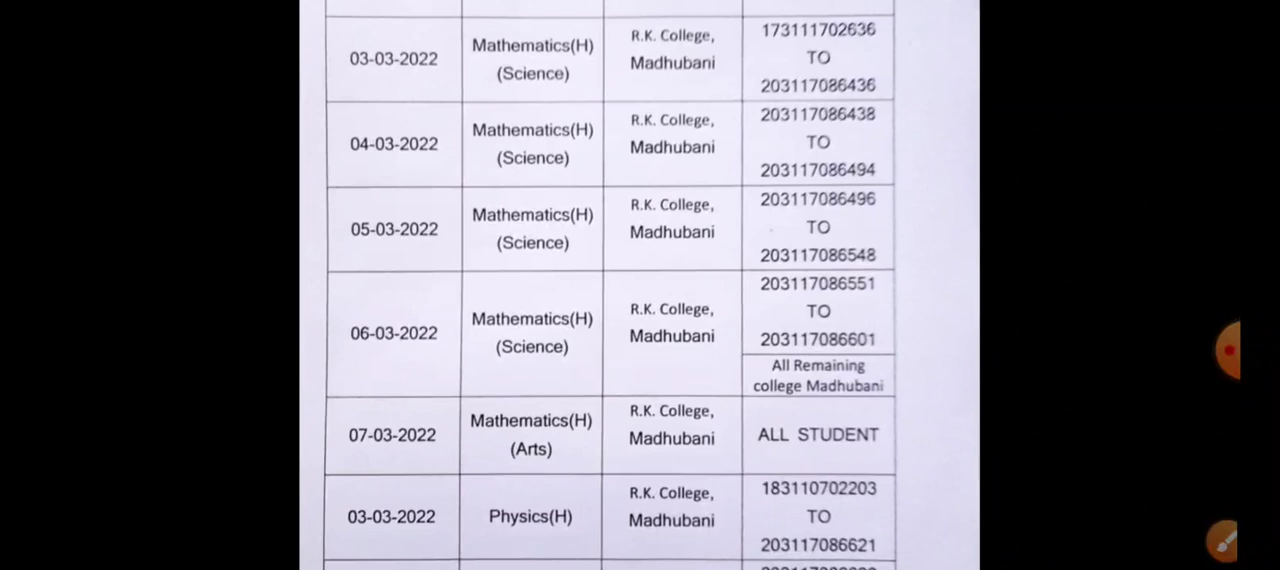 03-03-2022
Mathematics(H)
(Science)
R.K. College,
Madhubani
173111702636
TO
203117086436
04-03-2022
Mathematics(H)
(Science)
R.K. College,
Madhubani
203117086438
TO
203117086494
05-03-2022
Mathematics(H)
(Science)
R.K. College,
Madhubani
203117086496
TO
203117086548
06-03-2022
Mathematics(H)
(Science)
R.K. College,
Madhubani
203117086551
TO
203117086601
All Remaining
college Madhubani
07-03-2022
Mathematics(H)
(Arts)
R.K. College,
Madhubani
ALL STUDENT
03-03-2022
Physics(H)
R.K. College,
Madhubani
183110702203
TO
203117086621